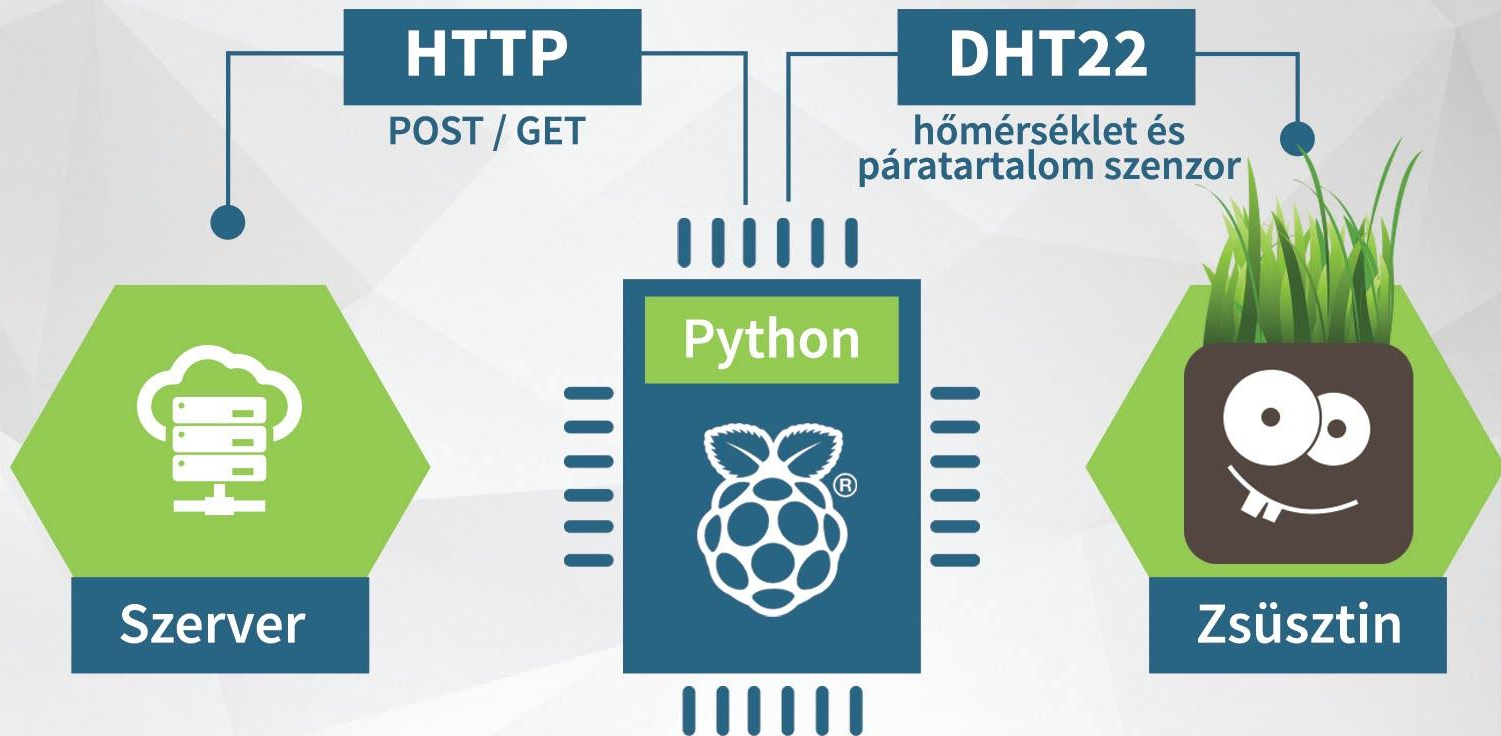 HTTP
POST / GET
DHT22
hőmérséklet és
páratartalom szenzor
Python
®
Szerver
Zsüsztin